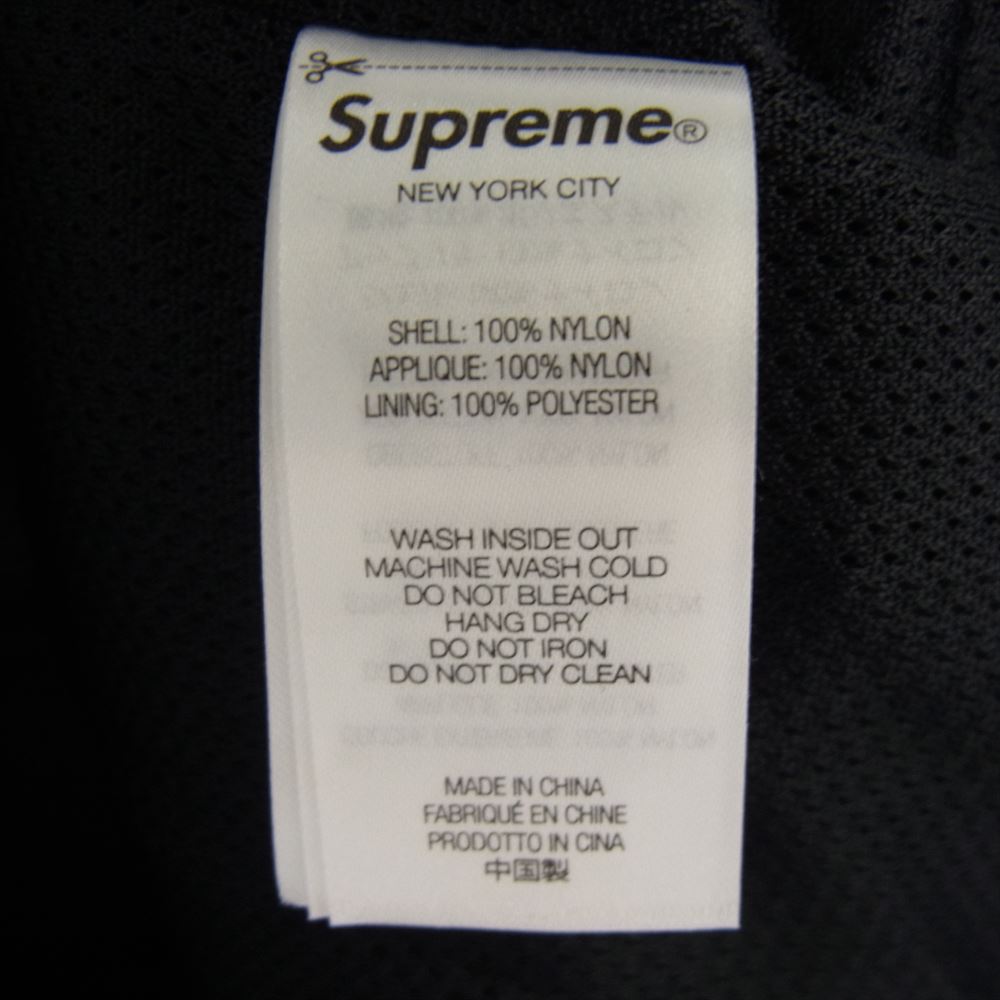 Supreme®
NEW YORK CITY
SHELL: 100% NYLON
APPLIQUE: 100% NYLON
LINING: 100% POLYESTER
WASH INSIDE OUT
MACHINE WASH COLD
DO NOT BLEACH
HANG DRY
DO NOT IRON
DO NOT DRY CLEAN
MADE IN CHINA
FABRIQUÉ EN CHINE
PRODOTTO IN CINA
中国製